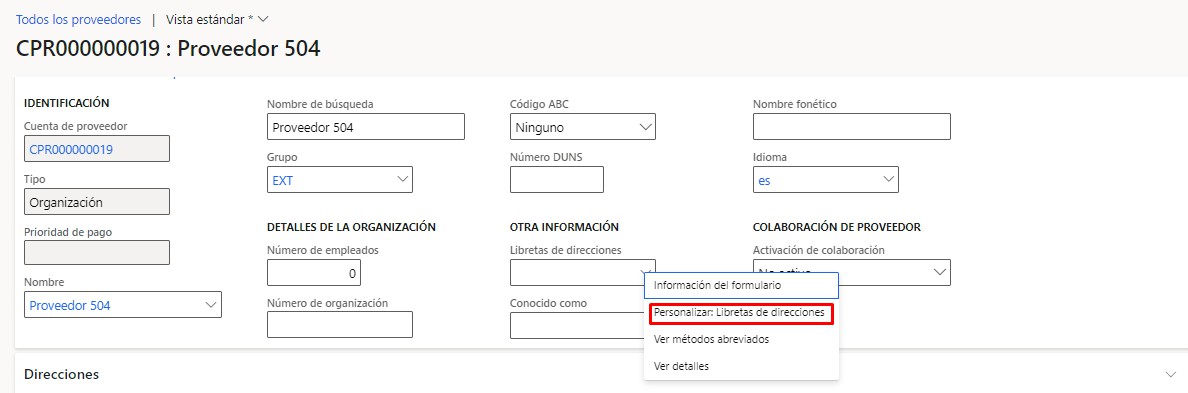 Todos los proveedores | Vista estándar *
CPR000000019 : Proveedor 504
IDENTIFICACIÓN
Cuenta de proveedor
CPR000000019
Tipo
Organización
Prioridad de pago
Nombre
Proveedor 504
Nombre de búsqueda
Proveedor 504
Grupo
EXT
DETALLES DE LA ORGANIZACIÓN
Número de empleados
0
Número de organización
Código ABC
Ninguno
Número DUNS
OTRA INFORMACIÓN
Libretas de direcciones
Conocido como
Nombre fonético
Idioma
es
COLABORACIÓN DE PROVEEDOR
Activación de colaboración
Información del formulario
Personalizar: Libretas de direcciones
Ver métodos abreviados
Ver detalles
Direcciones